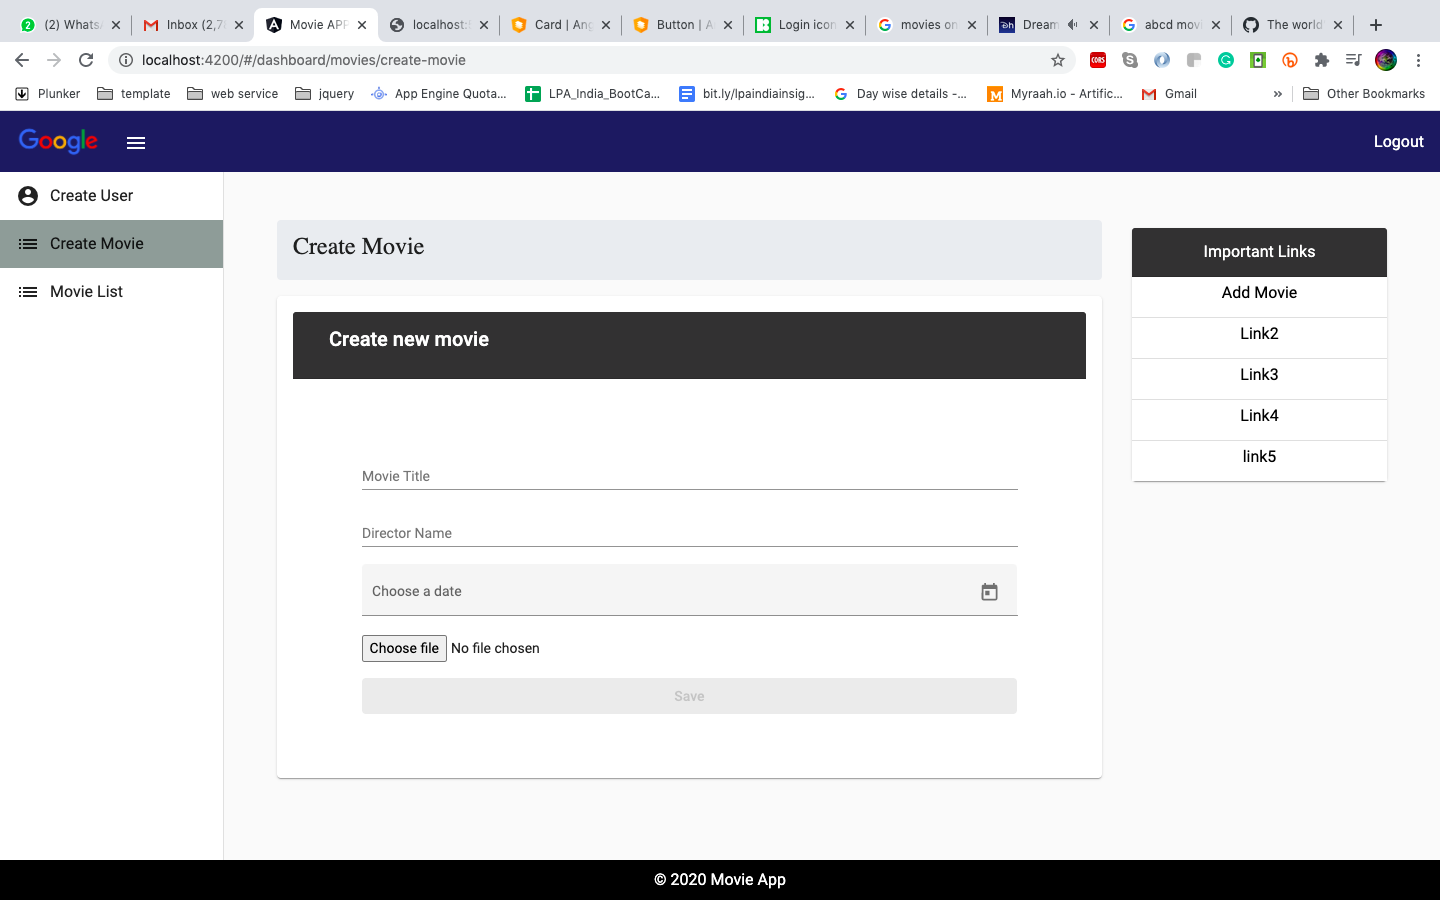 (2) Whats Inbox (2,7 Movie APP localhost: Card | Ang Button | A Login icon movies on Dream abcd movi The world
localhost:4200/#/dashboard/movies/create-movie
Plunker template web service jquery App Engine Quota... LPA_India_BootCa... bit.ly/lpaindiainsig... Day wise details -... Myraah.io - Artific... Gmail » Other Bookmarks
Google Logout
Create User
Create Movie
Movie List
Create Movie
Create new movie
Movie Title
Director Name
Choose a date
Choose file No file chosen
Save
Important Links
Add Movie
Link2
Link3
Link4
link5
© 2020 Movie App